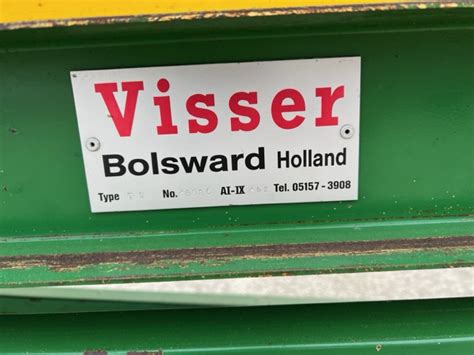 Visser
Bolsward Holland
Type No. AI-IX Tel. 05157-3908